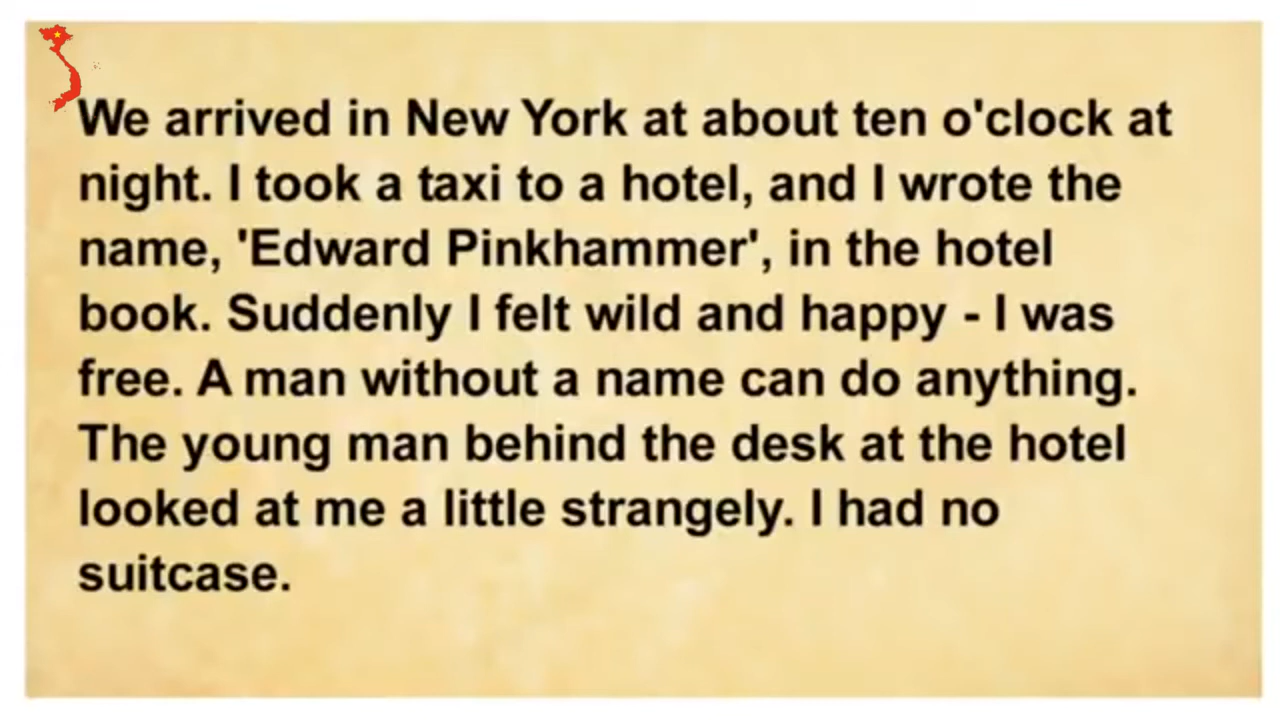 We arrived in New York at about ten o'clock at
night. I took a taxi to a hotel, and I wrote the
name, 'Edward Pinkhammer', in the hotel
book. Suddenly I felt wild and happy - I was
free. A man without a name can do anything.
The young man behind the desk at the hotel
looked at me a little strangely. I had no
suitcase.